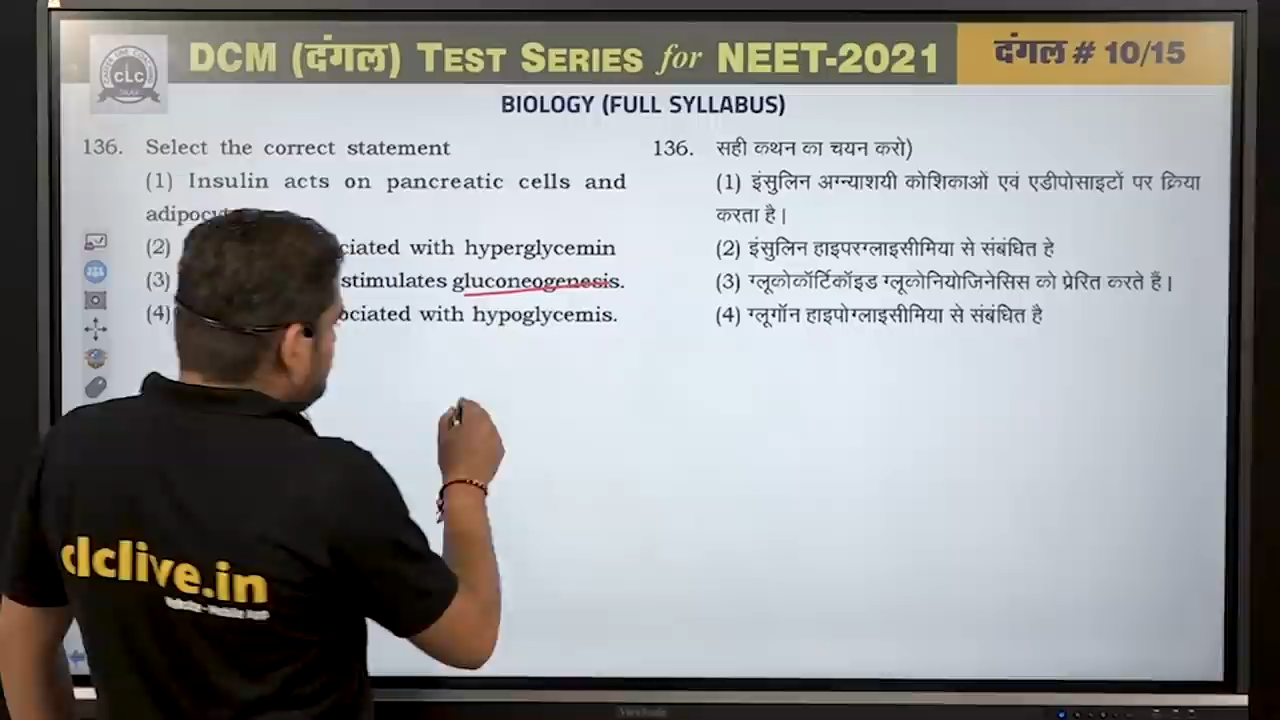 DCM (दंगल) TEST SERIES for NEET-2021
दंगल # 10/15
CLC
BIOLOGY (FULL SYLLABUS)
136. Select the correct statement
(1) Insulin acts on pancreatic cells and
(2) with hyperglycemin
(3) stimulates gluconeogenesis.
(4) with hypoglycemis.
136. सही कथन का चयन करो)
(1) इंसुलिन अग्न्याशयी कोशिकाओं एवं एडीपोसाइटों पर क्रिया
करता है।
(2) इंसुलिन हाइपरग्लाइसीमिया से संबंधित हे
(3) ग्लूकोकॉर्टिकॉइड ग्लूकोनियोजिनेसिस को प्रेरित करते हैं।
(4) ग्लूगॉन हाइपोग्लाइसीमिया से संबंधित है
clclive.in
ViewSonic